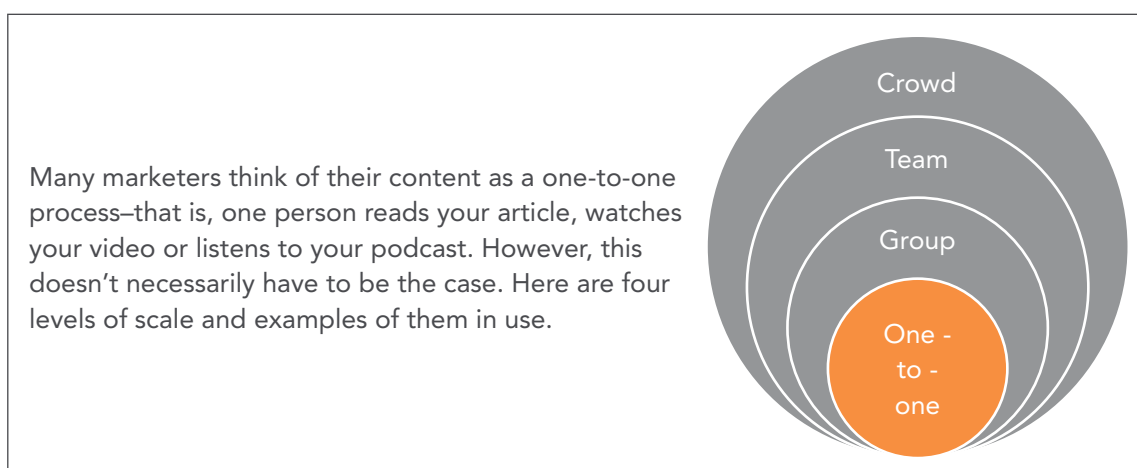 Many marketers think of their content as a one-to-one
process–that is, one person reads your article, watches
your video or listens to your podcast. However, this
doesn’t necessarily have to be the case. Here are four
levels of scale and examples of them in use.
Crowd
Team
Group
One -
to -
one